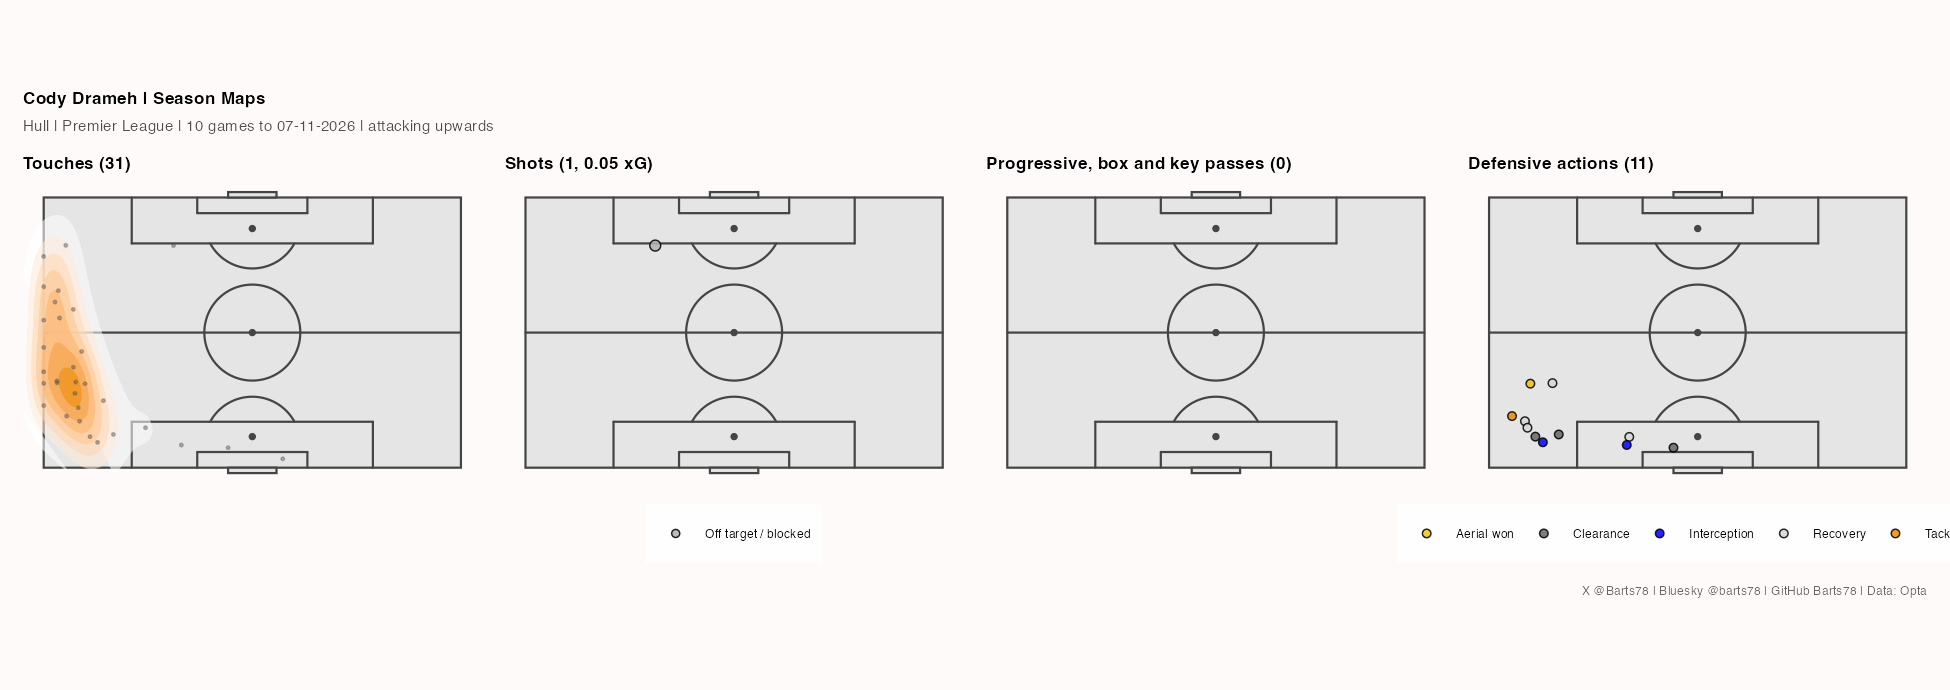 Cody Drameh | Season Maps
Hull | Premier League | 10 games to 07-11-2026 | attacking upwards
Touches (31)
Shots (1, 0.05 xG)
Progressive, box and key passes (0)
Defensive actions (11)
Off target / blocked
Aerial won
Clearance
Interception
Recovery
Tack
X @Barts78 | Bluesky @barts78 | GitHub Barts78 | Data: Opta